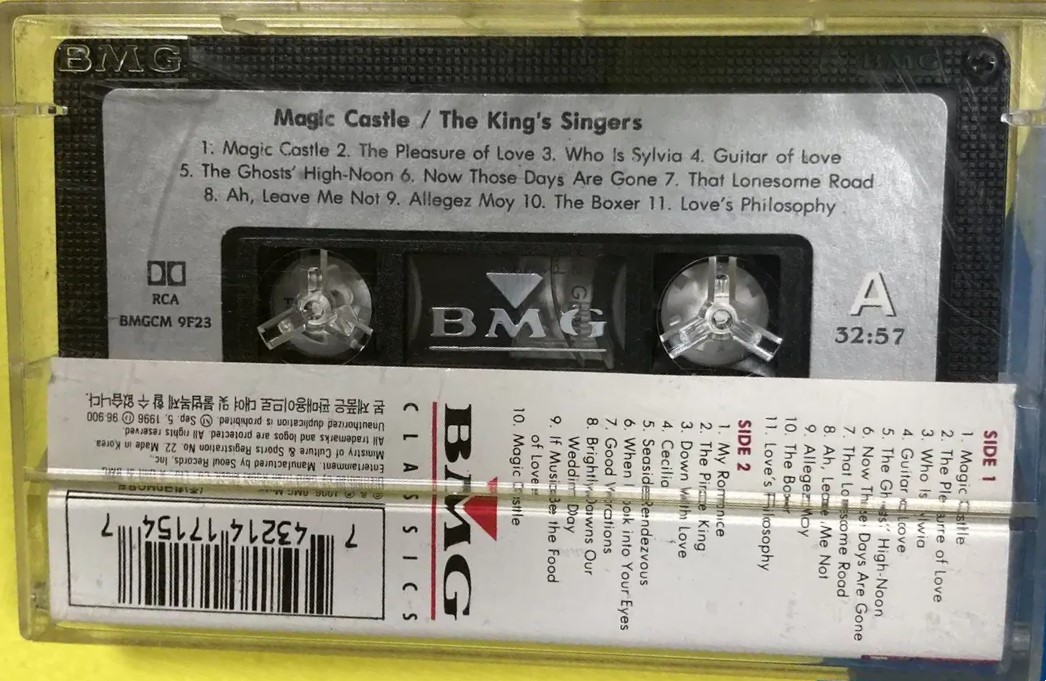 BMG
BMG
Magic Castle / The King's Singers
1. Magic Castle 2. The Pleasure of Love 3. Who Is Sylvia 4. Guitar of Love
5. The Ghosts' High-Noon 6. Now Those Days Are Gone 7. That Lonesome Road
8. Ah, Leave Me Not 9. Allegez Moy 10. The Boxer 11. Love's Philosophy
RCA
BMGCM 9F23
BMG
A
32:57
SIDE 1
1. Magic Castle
2. The Pleasurre of Love
3 Who Is Sylvia
4. Guitar of Love
5. The Ghosts' High-Noon
6 Now These Days Are Gone
7. That Lonesome Road
8. Ah, Leave Me Not
9. Allegez Moy
10. The Boxer
11. Love's Philosophy
SIDE 2
1. My Romance
2. The Pirate King
3. Down With Love
4. Cecilia
5. Seaside Rendezvous
6. When I Look into Your Eyes
7. Good Vibrations
8. Brightly Dawns Our
Wedding Day
9. If Music Be the Food
of Love
10. Magic Castle
BMG
CLASSICS
Entertainment. Manufactured by Seoul Records, Inc.,
Ministry of Culture & Sports Registration No. 22. Made in Korea
All trademarks and logos are protected. All rights reserved.
Unauthorized duplication is prohibited. Sep. 5, 1996 96 900
본 제품은 판매용이므로 대여 및 불법복제 할 수 없습니다.
7 43214 17154 7